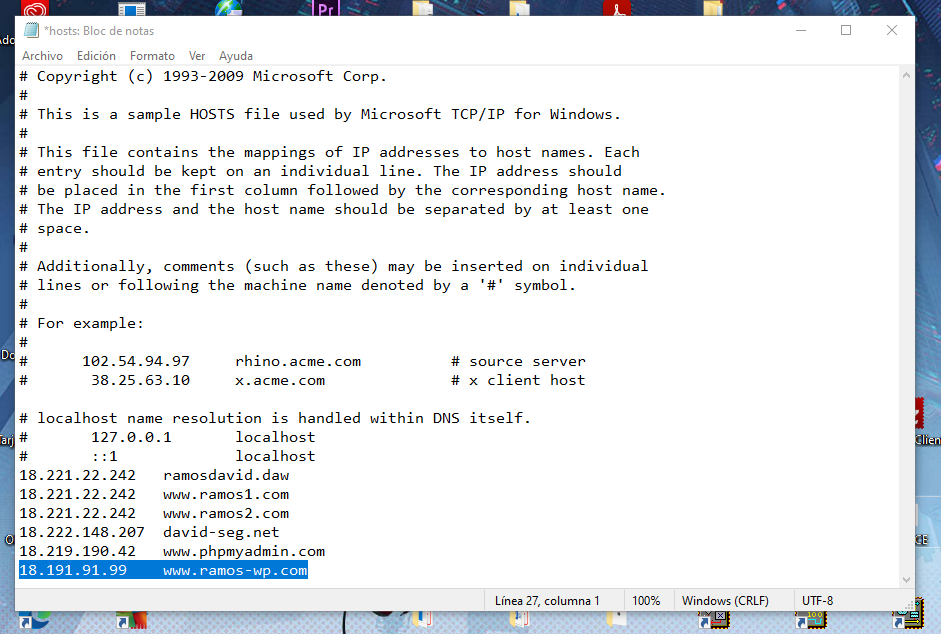 Pr
*hosts: Bloc de notas
Archivo Edición Formato Ver Ayuda
# Copyright (c) 1993-2009 Microsoft Corp.
#
# This is a sample HOSTS file used by Microsoft TCP/IP for Windows.
#
# This file contains the mappings of IP addresses to host names. Each
# entry should be kept on an individual line. The IP address should
# be placed in the first column followed by the corresponding host name.
# The IP address and the host name should be separated by at least one
# space.
#
# Additionally, comments (such as these) may be inserted on individual
# lines or following the machine name denoted by a '#' symbol.
#
# For example:
#
#      102.54.94.97     rhino.acme.com          # source server
#       38.25.63.10     x.acme.com              # x client host

# localhost name resolution is handled within DNS itself.
#       127.0.0.1       localhost
#       ::1             localhost
18.221.22.242   ramosdavid.daw
18.221.22.242   www.ramos1.com
18.221.22.242   www.ramos2.com
18.222.148.207  david-seg.net
18.219.190.42   www.phpmyadmin.com
18.191.91.99    www.ramos-wp.com
Línea 27, columna 1 100% Windows (CRLF) UTF-8